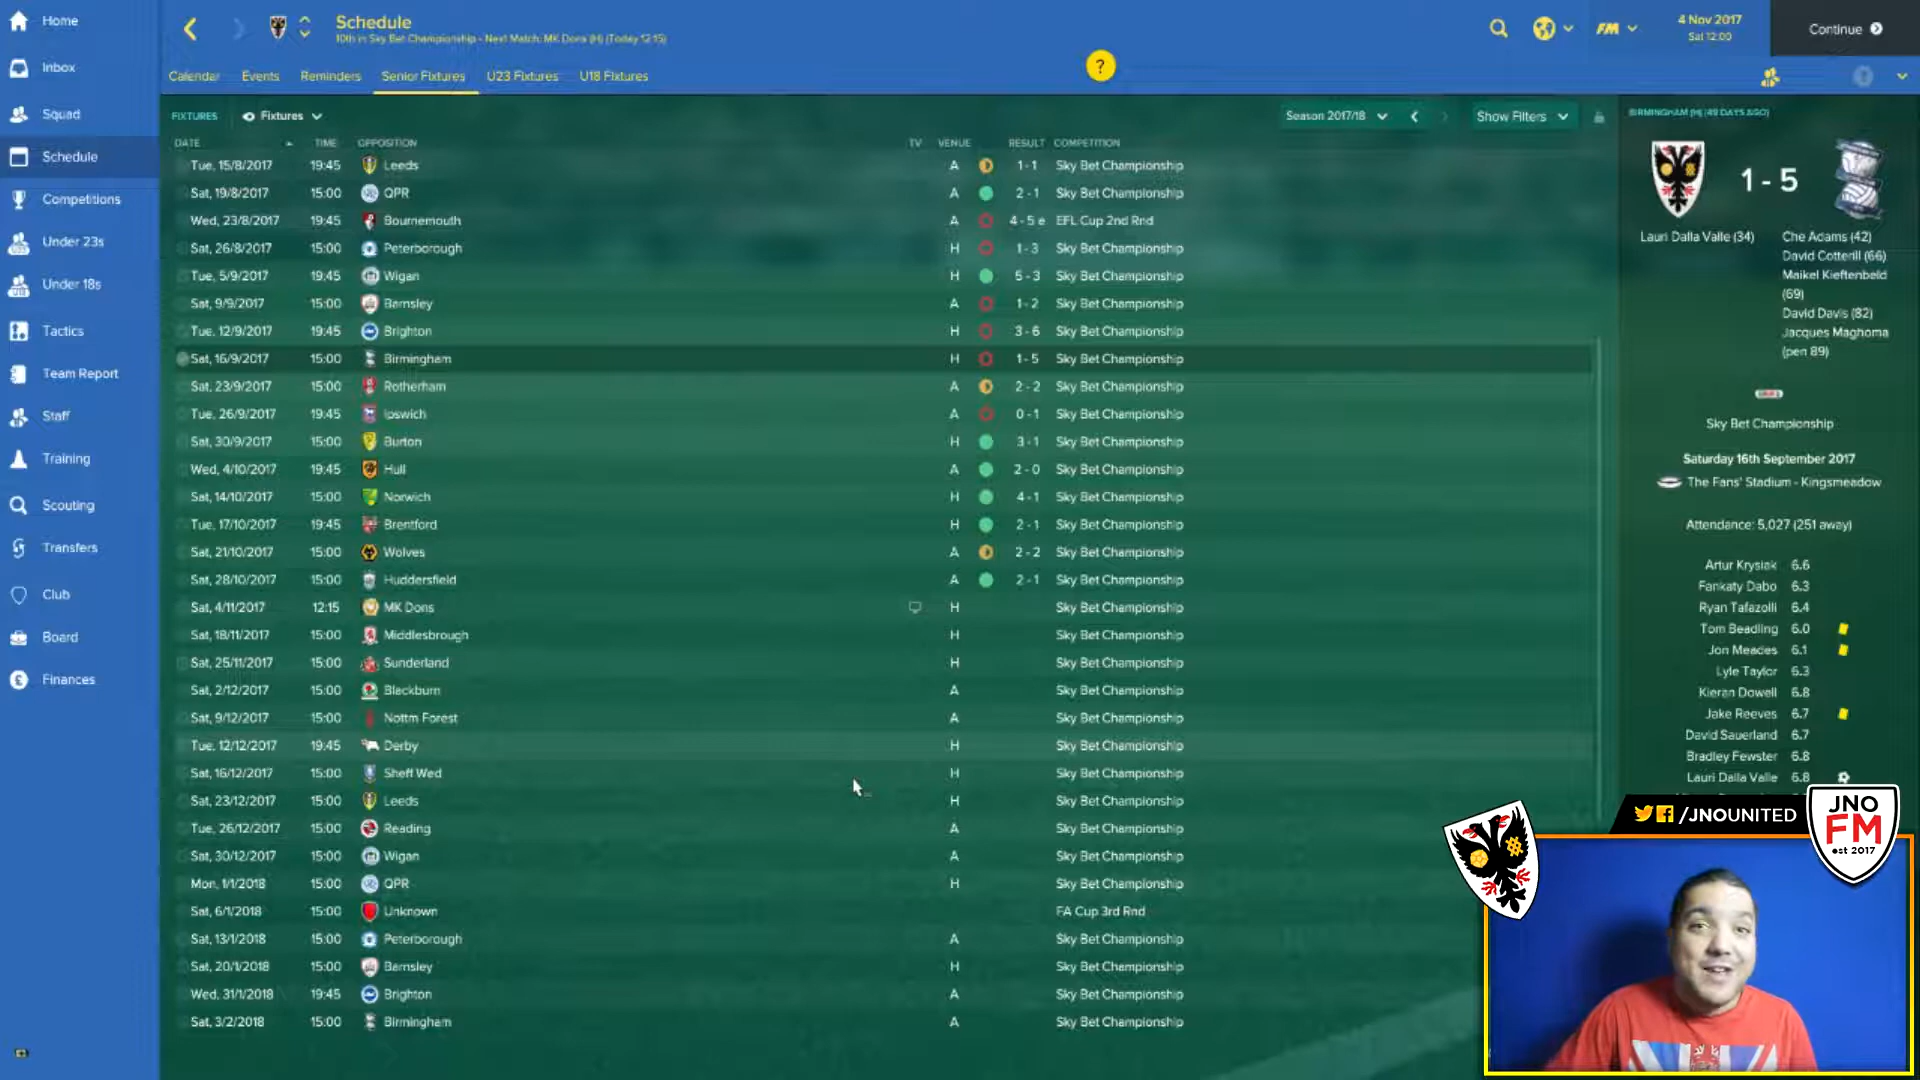 Home
Inbox
Squad
Schedule
Competitions
Under 23s
Under 18s
Tactics
Team Report
Staff
Training
Scouting
Transfers
Club
Board
Finances
Schedule
10th in Sky Bet Championship - Next Match: MK Dons (H) (Today 12:15)
FM
4 Nov 2017
Sat 12:00
Continue
Calendar Events Reminders Senior Fixtures U23 Fixtures U18 Fixtures
?
FIXTURES Fixtures Season 2017/18 Show Filters
DATE TIME OPPOSITION TV VENUE RESULT COMPETITION
Tue, 15/8/2017 19:45 Leeds A 1 - 1 Sky Bet Championship
Sat, 19/8/2017 15:00 QPR A 2 - 1 Sky Bet Championship
Wed, 23/8/2017 19:45 Bournemouth A 4 - 5 e EFL Cup 2nd Rnd
Sat, 26/8/2017 15:00 Peterborough H 1 - 3 Sky Bet Championship
Tue, 5/9/2017 19:45 Wigan H 5 - 3 Sky Bet Championship
Sat, 9/9/2017 15:00 Barnsley A 1 - 2 Sky Bet Championship
Tue, 12/9/2017 19:45 Brighton H 3 - 6 Sky Bet Championship
Sat, 16/9/2017 15:00 Birmingham H 1 - 5 Sky Bet Championship
Sat, 23/9/2017 15:00 Rotherham A 2 - 2 Sky Bet Championship
Tue, 26/9/2017 19:45 Ipswich A 0 - 1 Sky Bet Championship
Sat, 30/9/2017 15:00 Burton H 3 - 1 Sky Bet Championship
Wed, 4/10/2017 19:45 Hull A 2 - 0 Sky Bet Championship
Sat, 14/10/2017 15:00 Norwich H 4 - 1 Sky Bet Championship
Tue, 17/10/2017 19:45 Brentford H 2 - 1 Sky Bet Championship
Sat, 21/10/2017 15:00 Wolves A 2 - 2 Sky Bet Championship
Sat, 28/10/2017 15:00 Huddersfield A 2 - 1 Sky Bet Championship
Sat, 4/11/2017 12:15 MK Dons H Sky Bet Championship
Sat, 18/11/2017 15:00 Middlesbrough H Sky Bet Championship
Sat, 25/11/2017 15:00 Sunderland H Sky Bet Championship
Sat, 2/12/2017 15:00 Blackburn A Sky Bet Championship
Sat, 9/12/2017 15:00 Nottm Forest A Sky Bet Championship
Tue, 12/12/2017 19:45 Derby H Sky Bet Championship
Sat, 16/12/2017 15:00 Sheff Wed H Sky Bet Championship
Sat, 23/12/2017 15:00 Leeds H Sky Bet Championship
Tue, 26/12/2017 15:00 Reading A Sky Bet Championship
Sat, 30/12/2017 15:00 Wigan A Sky Bet Championship
Mon, 1/1/2018 15:00 QPR H Sky Bet Championship
Sat, 6/1/2018 15:00 Unknown FA Cup 3rd Rnd
Sat, 13/1/2018 15:00 Peterborough A Sky Bet Championship
Sat, 20/1/2018 15:00 Barnsley H Sky Bet Championship
Wed, 31/1/2018 19:45 Brighton A Sky Bet Championship
Sat, 3/2/2018 15:00 Birmingham A Sky Bet Championship
BIRMINGHAM (H) (49 DAYS AGO)
1 - 5
Lauri Dalla Valle (34)
Che Adams (42)
David Cotterill (66)
Maikel Kieftenbeld
(69)
David Davis (82)
Jacques Maghoma
(pen 89)
Sky Bet Championship
Saturday 16th September 2017
The Fans' Stadium - Kingsmeadow
Attendance: 5,027 (251 away)
Artur Krysiak 6.6
Fankaty Dabo 6.3
Ryan Tafazolli 6.4
Tom Beadling 6.0
Jon Meades 6.1
Lyle Taylor 6.3
Kieran Dowell 6.8
Jake Reeves 6.7
David Sauerland 6.7
Bradley Fewster 6.8
Lauri Dalla Valle 6.8
/JNOUNITED
JNO
FM
est 2017